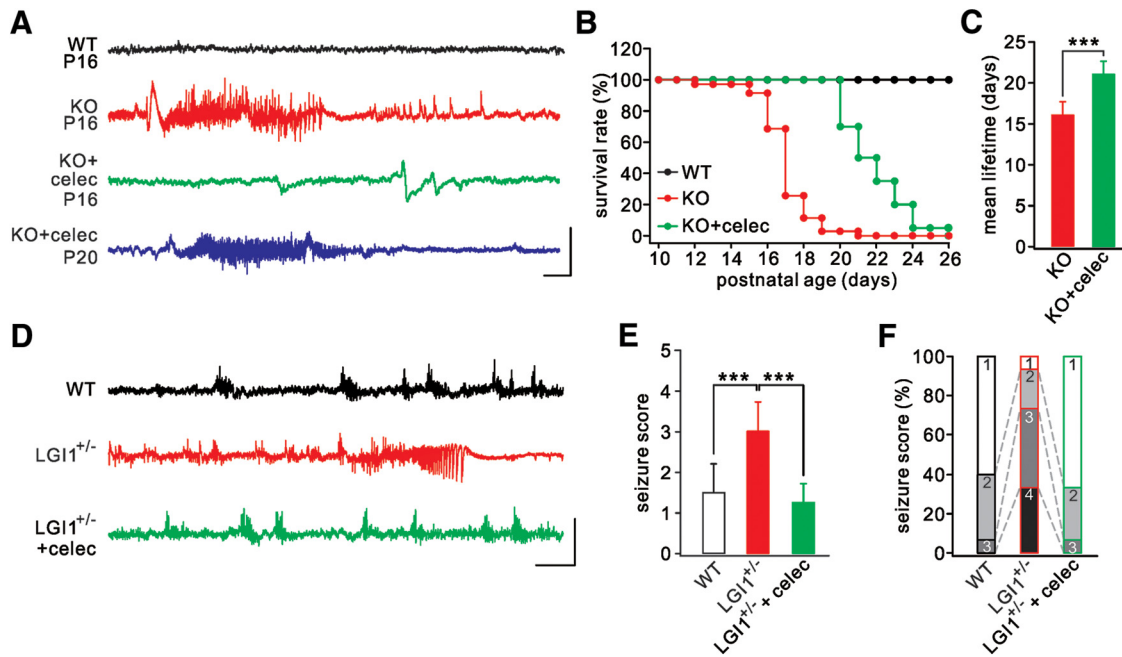 A
WT
P16
KO
P16
KO+
celec
P16
KO+celec
P20
B
survival rate (%)
120
100
80
60
40
20
0
WT
KO
KO+celec
10 12 14 16 18 20 22 24 26
postnatal age (days)
C
mean lifetime (days)
25
20
15
10
5
0
***
KO
KO+celec
D
WT
LGI1+/-
LGI1+/-
+celec
E
seizure score
5
4
3
2
1
0
*** ***
WT
LGI1+/-
LGI1+/- + celec
F
seizure score (%)
100
80
60
40
20
0
1
2
3
1
2
3
4
1
2
3
WT
LGI1+/-
LGI1+/- + celec